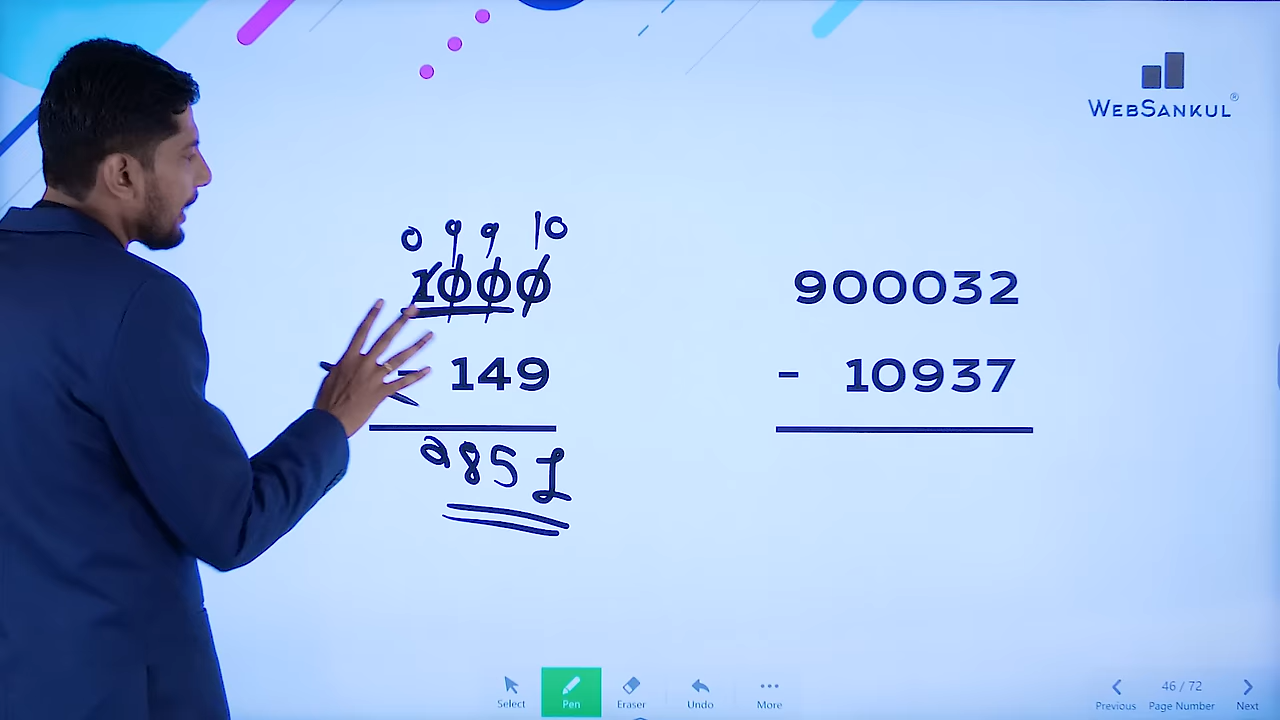 WEBSANKUL®
0 9 9 10
1000
- 149
851
900032
- 10937
Select
Pen
Eraser
Undo
More
46 / 72
Previous
Page Number
Next